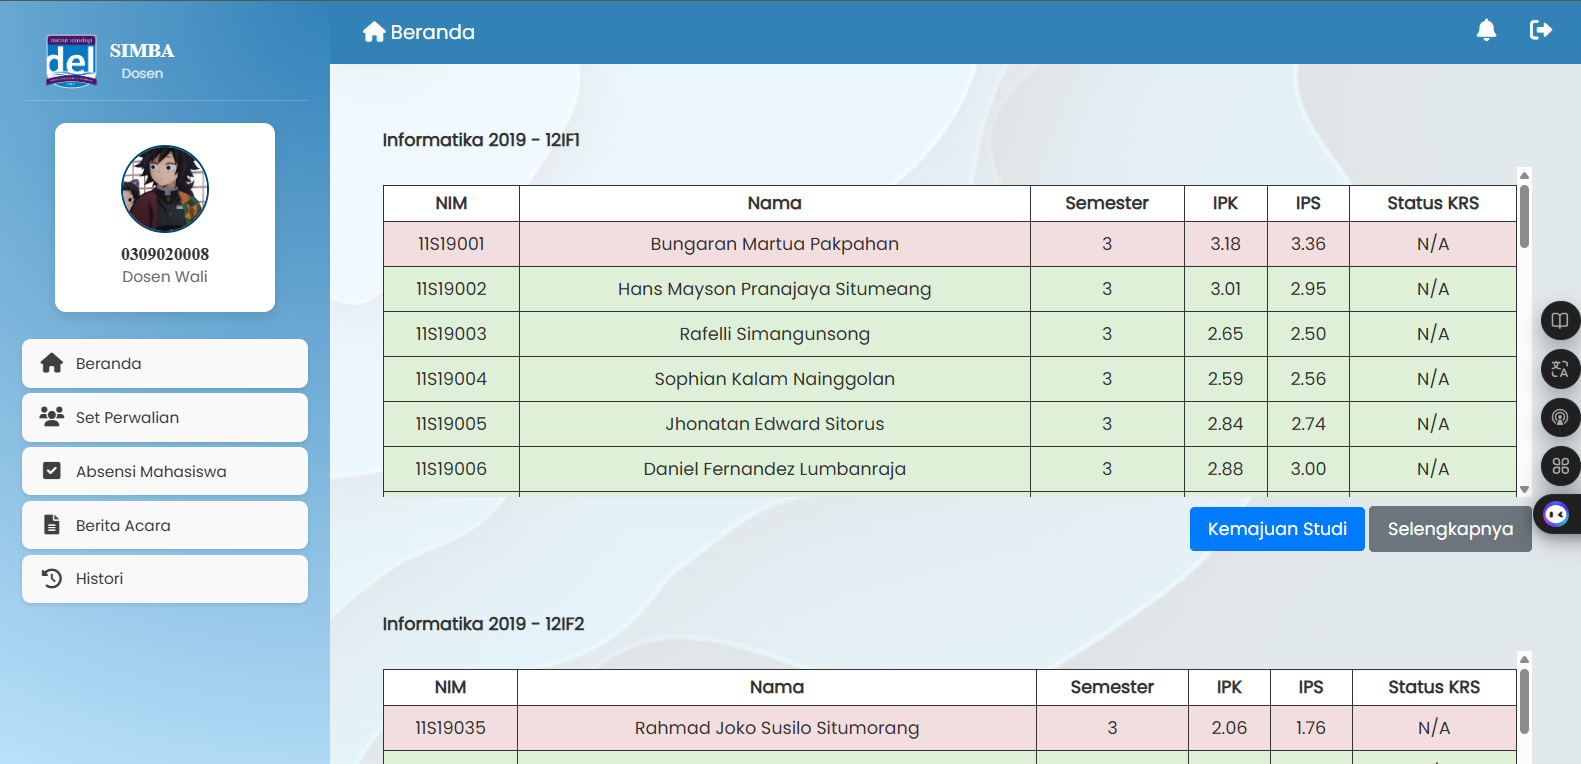 Institut Teknologi
del
SIMBA
Dosen
0309020008
Dosen Wali
Beranda
Set Perwalian
Absensi Mahasiswa
Berita Acara
Histori
Beranda
Informatika 2019 - 12IF1
NIM Nama Semester IPK IPS Status KRS
11S19001 Bungaran Martua Pakpahan 3 3.18 3.36 N/A
11S19002 Hans Mayson Pranajaya Situmeang 3 3.01 2.95 N/A
11S19003 Rafelli Simangunsong 3 2.65 2.50 N/A
11S19004 Sophian Kalam Nainggolan 3 2.59 2.56 N/A
11S19005 Jhonatan Edward Sitorus 3 2.84 2.74 N/A
11S19006 Daniel Fernandez Lumbanraja 3 2.88 3.00 N/A
Kemajuan Studi Selengkapnya
Informatika 2019 - 12IF2
NIM Nama Semester IPK IPS Status KRS
11S19035 Rahmad Joko Susilo Situmorang 3 2.06 1.76 N/A